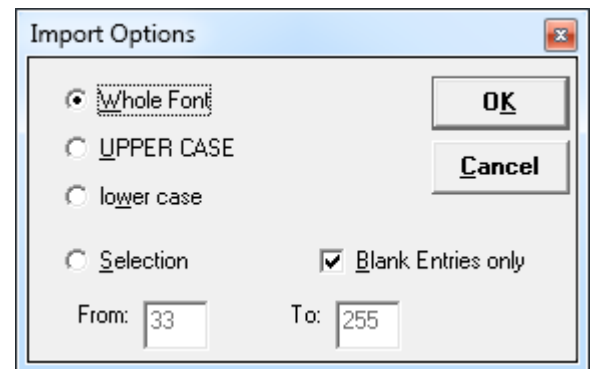 Import Options
Whole Font
OK
UPPER CASE
Cancel
lower case
Selection
Blank Entries only
From: 33
To: 255